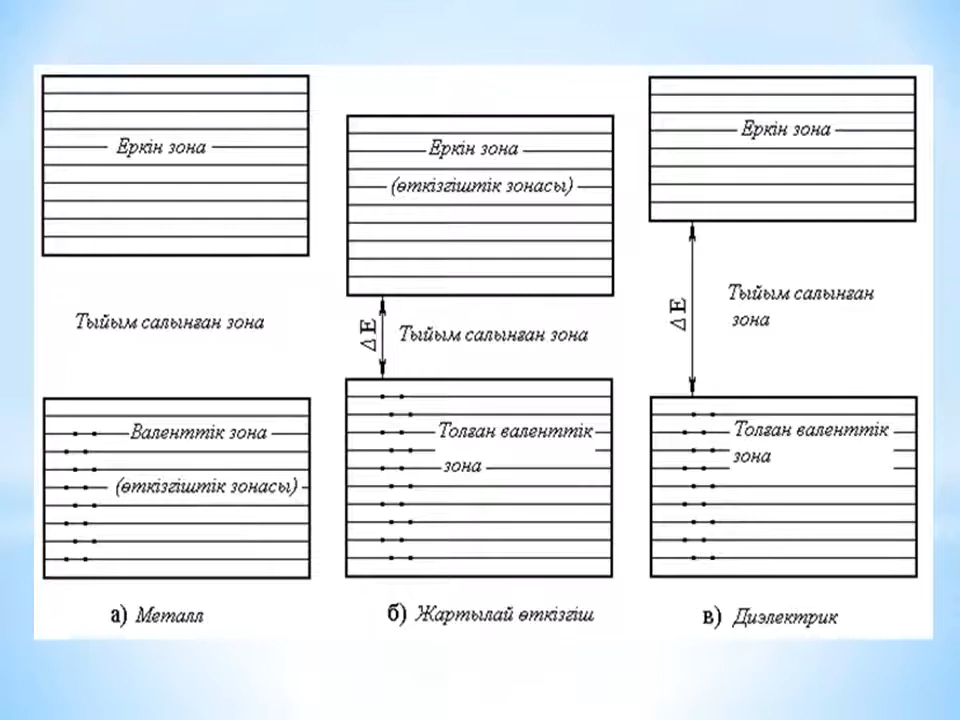 Еркін зона
Тыйым салынған зона
Валенттік зона
(өткізгіштік зонасы)
а) Металл
Еркін зона
(өткізгіштік зонасы)
ΔE
Тыйым салынған зона
Толған валенттік
зона
б) Жартылай өткізгіш
Еркін зона
ΔE
Тыйым салынған
зона
Толған валенттік
зона
в) Диэлектрик